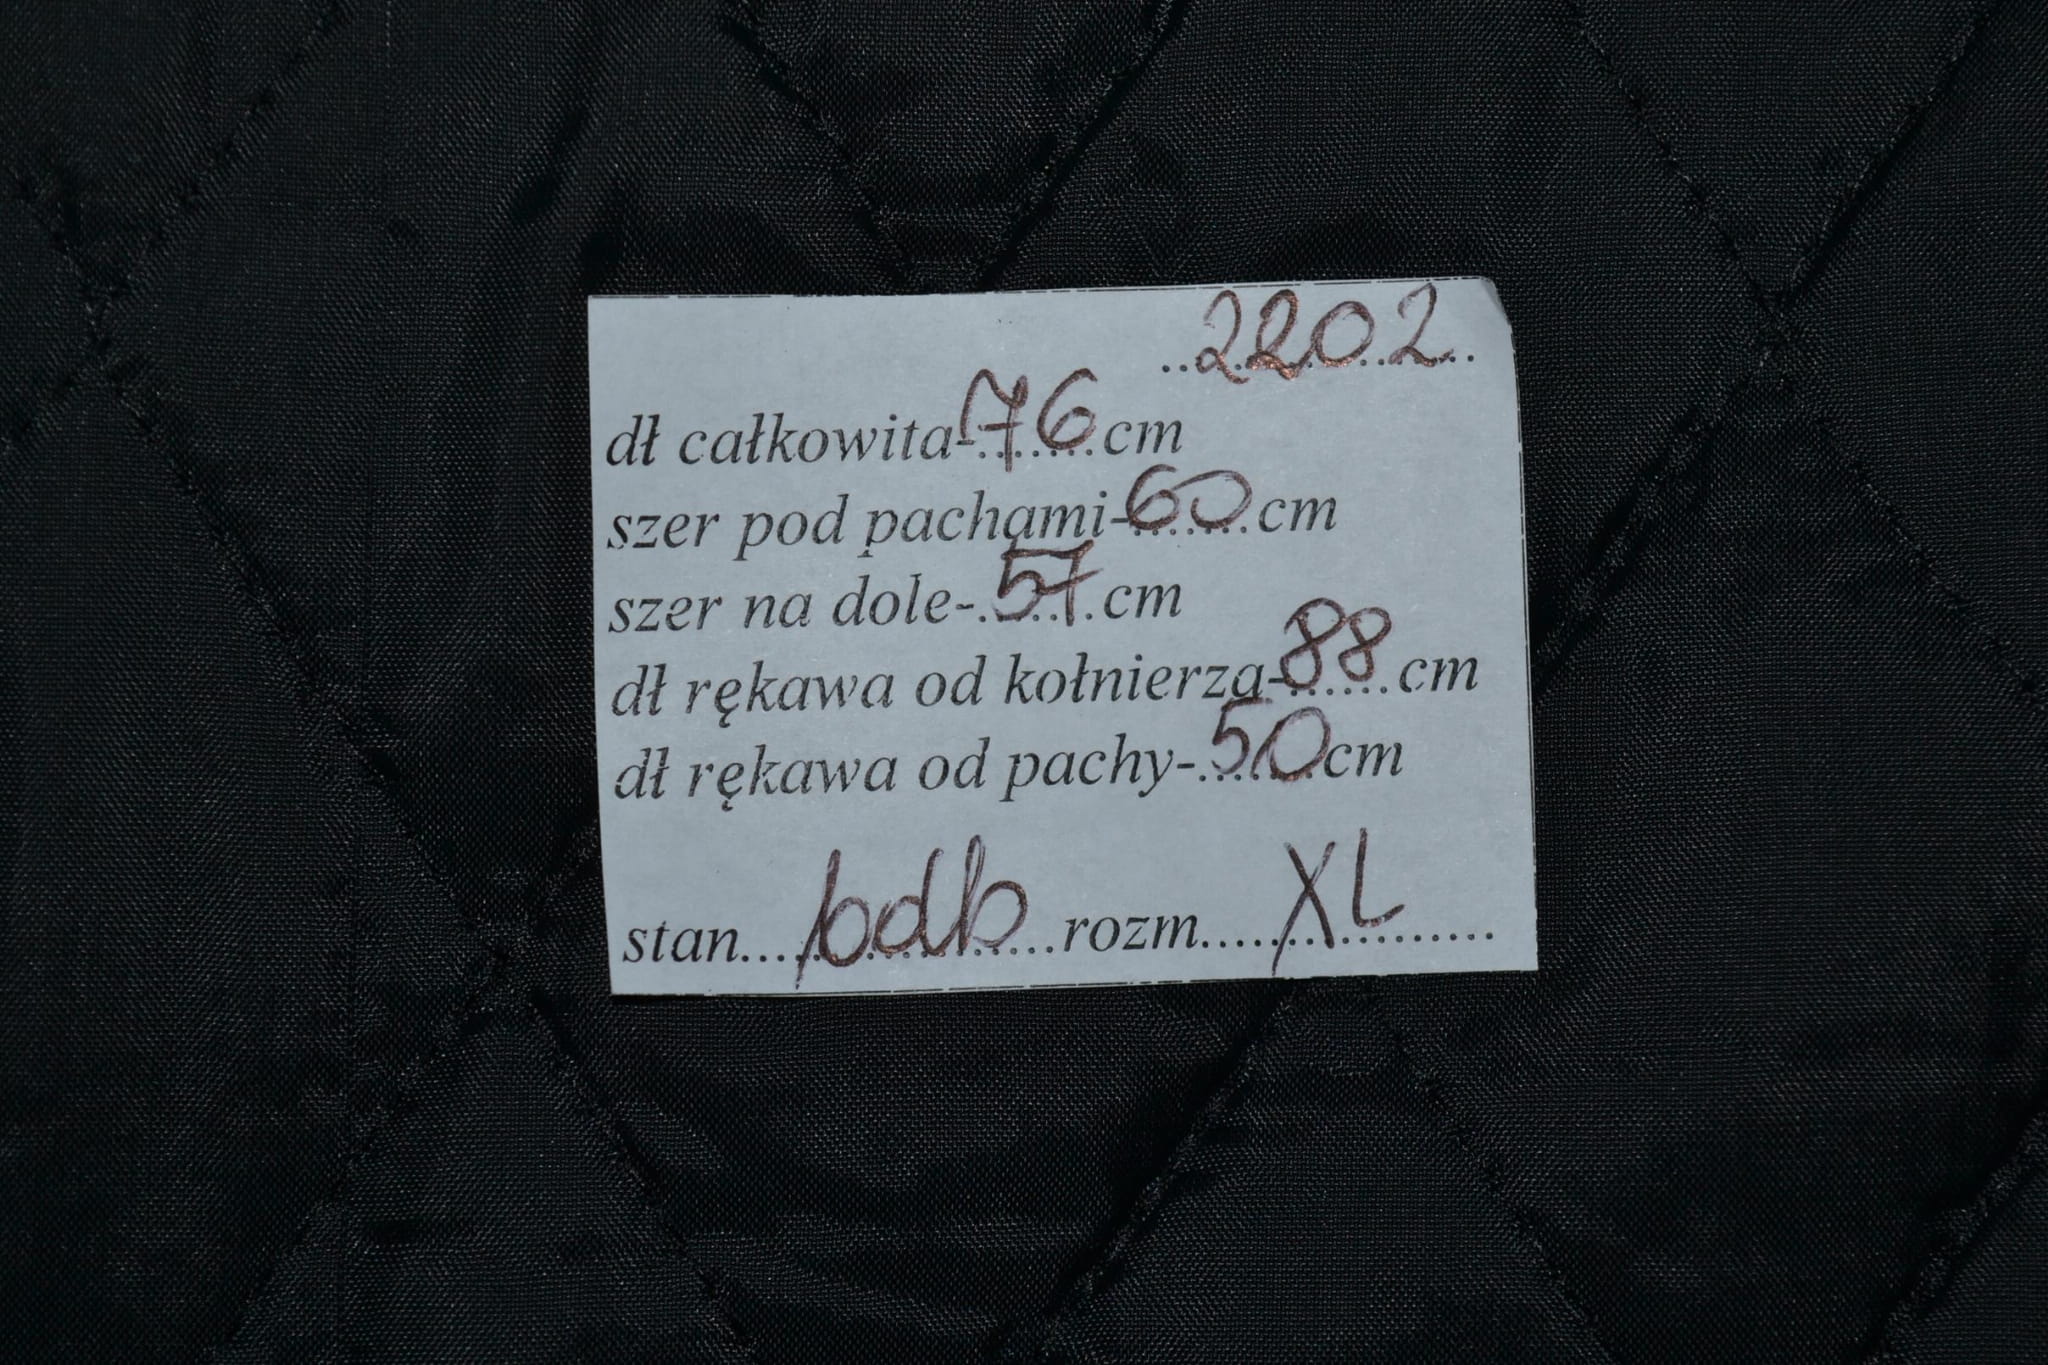 ..2202..
dł całkowita-76cm
szer pod pachami-60cm
szer na dole-57cm
dł rękawa od kołnierza-88cm
dł rękawa od pachy-50cm
stan....bdb....rozm....XL....